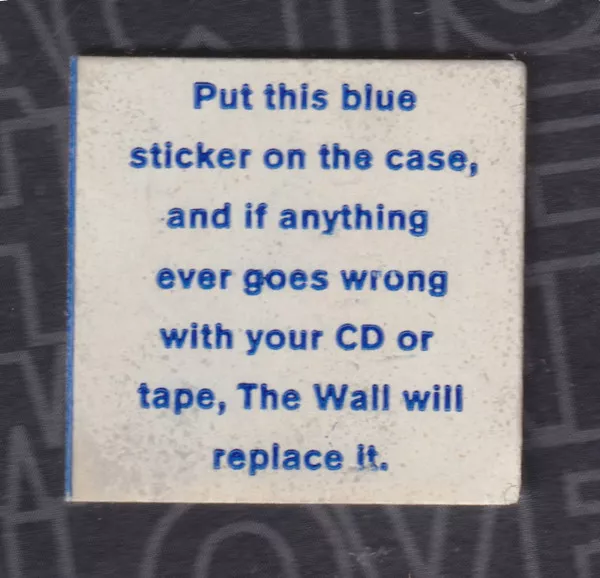 Put this blue
sticker on the case,
and if anything
ever goes wrong
with your CD or
tape, The Wall will
replace it.